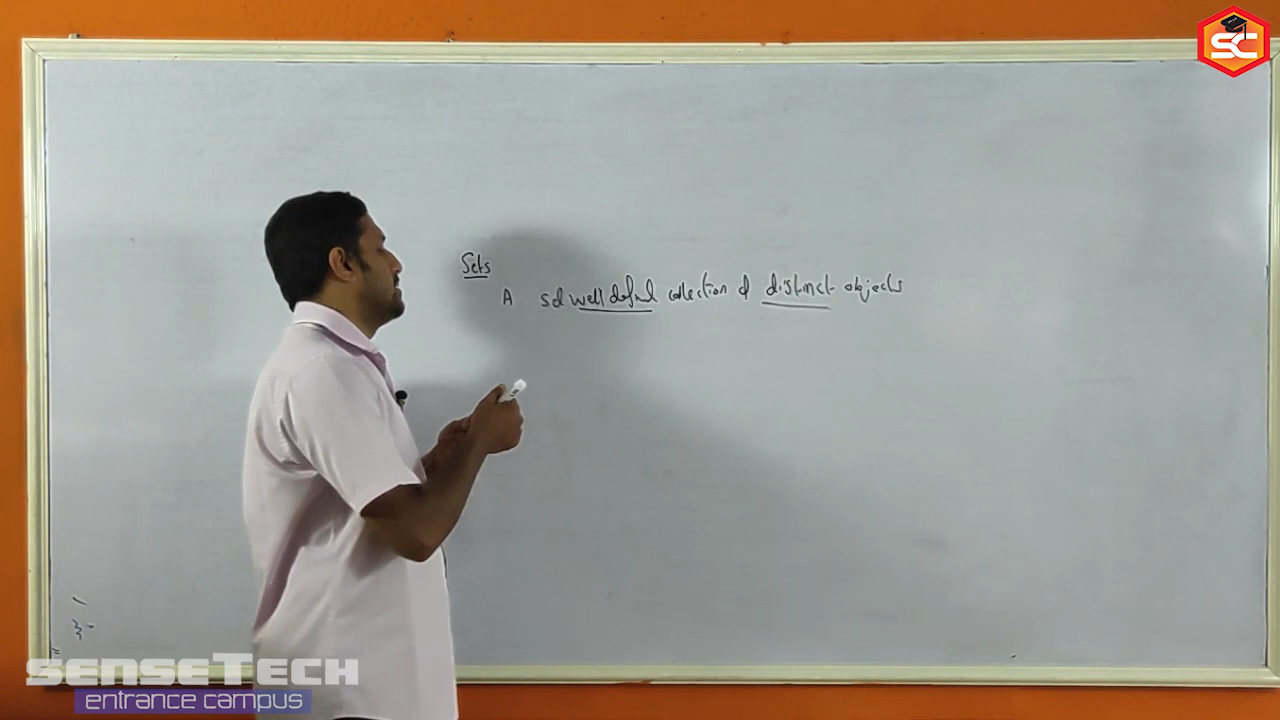 SC
Sets
A set well defined collection of distinct objects
SENSETECH
entrance campus